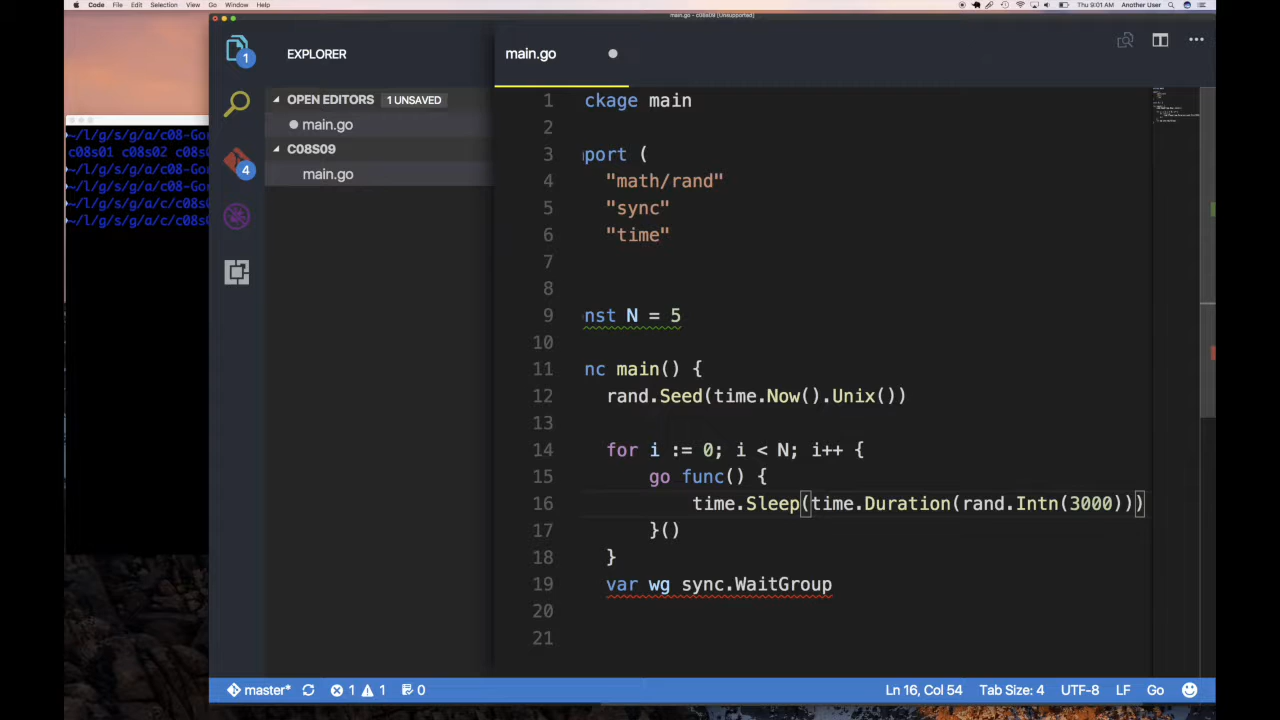 Code File Edit Selection View Go Window Help
Thu 9:01 AM Another User
main.go - c08s09 [Unsupported]
EXPLORER
main.go
OPEN EDITORS 1 UNSAVED
main.go
C08S09
main.go
1
4
~/l/g/s/g/a/c08-Go
c08s01 c08s02 c08s
~/l/g/s/g/a/c08-Go
~/l/g/s/g/a/c08-Go
~/l/g/s/g/a/c/c08s
~/l/g/s/g/a/c/c08s
1 ckage main
2
3 port (
4 "math/rand"
5 "sync"
6 "time"
7
8
9 nst N = 5
10
11 nc main() {
12 rand.Seed(time.Now().Unix())
13
14 for i := 0; i < N; i++ {
15 go func() {
16 time.Sleep(time.Duration(rand.Intn(3000)))
17 }()
18 }
19 var wg sync.WaitGroup
20
21
master* 1 1 0 Ln 16, Col 54 Tab Size: 4 UTF-8 LF Go